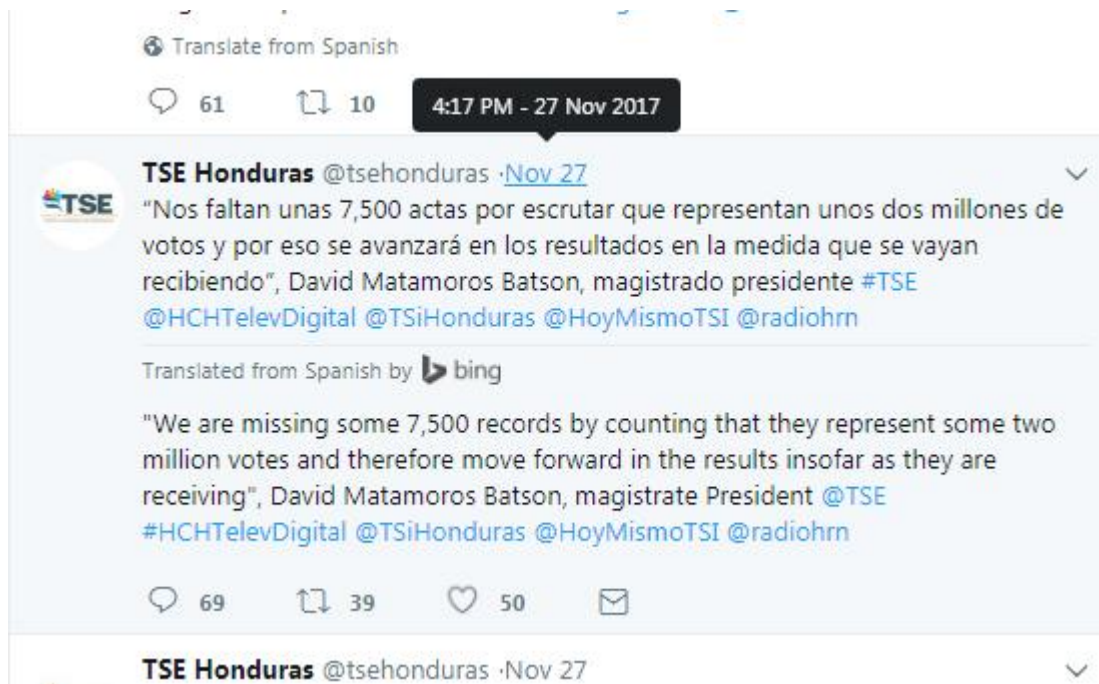 Translate from Spanish
61 10
4:17 PM - 27 Nov 2017
TSE Honduras @tsehonduras ·Nov 27
TSE
“Nos faltan unas 7,500 actas por escrutar que representan unos dos millones de
votos y por eso se avanzará en los resultados en la medida que se vayan
recibiendo”, David Matamoros Batson, magistrado presidente #TSE
@HCHTelevDigital @TSiHonduras @HoyMismoTSI @radiohrn
Translated from Spanish by bing
"We are missing some 7,500 records by counting that they represent some two
million votes and therefore move forward in the results insofar as they are
receiving", David Matamoros Batson, magistrate President @TSE
#HCHTelevDigital @TSiHonduras @HoyMismoTSI @radiohrn
69 39 50
TSE Honduras @tsehonduras ·Nov 27